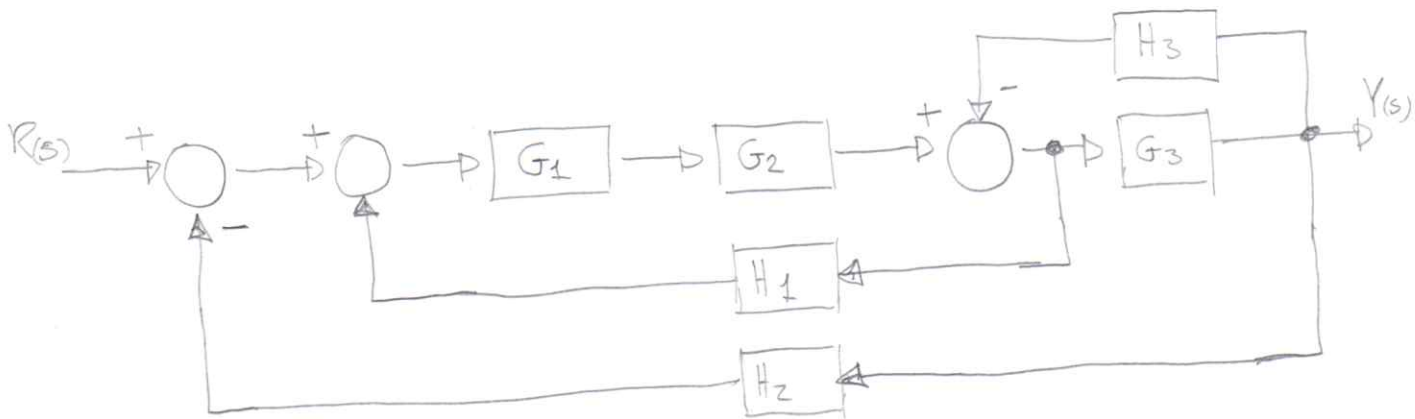 H3
R(s) + + G1 G2 + - G3 Y(s)
-
H1
H2